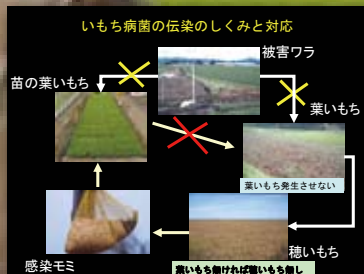 いもち病菌の伝染のしくみと対応
被害ワラ
苗の葉いもち
葉いもち
葉いもち発生させない
穂いもち
感染モミ
葉いもち無ければ穂いもち無し